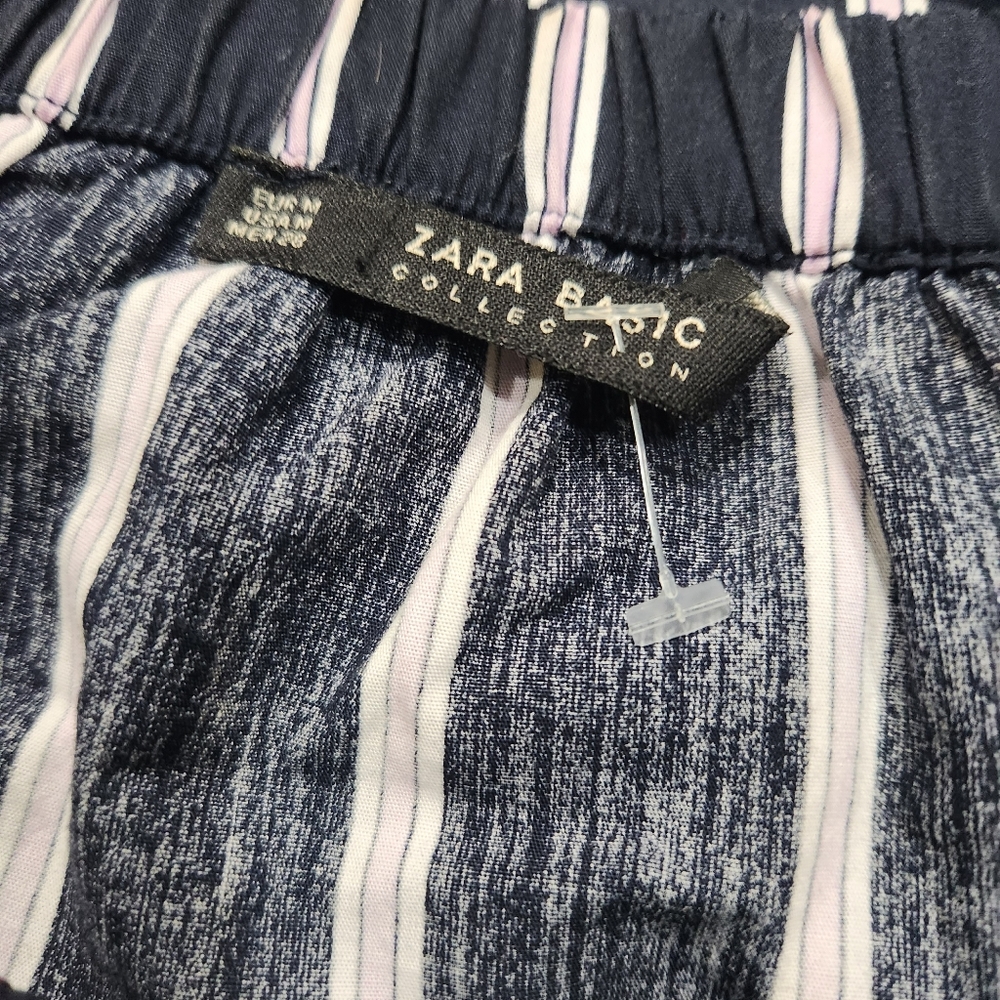 EUR M
USA M
MEX 28
ZARA BASIC
COLLECTION